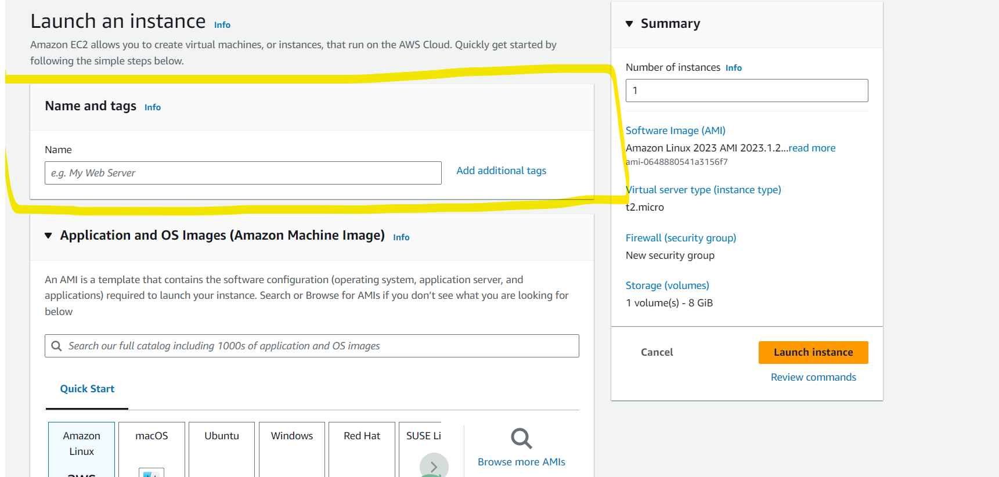 Launch an instance Info
Amazon EC2 allows you to create virtual machines, or instances, that run on the AWS Cloud. Quickly get started by
following the simple steps below.
Name and tags Info
Name
e.g. My Web Server
Add additional tags
Application and OS Images (Amazon Machine Image) Info
An AMI is a template that contains the software configuration (operating system, application server, and
applications) required to launch your instance. Search or Browse for AMIs if you don't see what you are looking for
below
Search our full catalog including 1000s of application and OS images
Quick Start
Amazon
Linux
aws
macOS
Ubuntu
Windows
Red Hat
SUSE Li
Browse more AMIs
Summary
Number of instances Info
1
Software Image (AMI)
Amazon Linux 2023 AMI 2023.1.2...read more
ami-0648880541a3156f7
Virtual server type (instance type)
t2.micro
Firewall (security group)
New security group
Storage (volumes)
1 volume(s) - 8 GiB
Cancel
Launch instance
Review commands